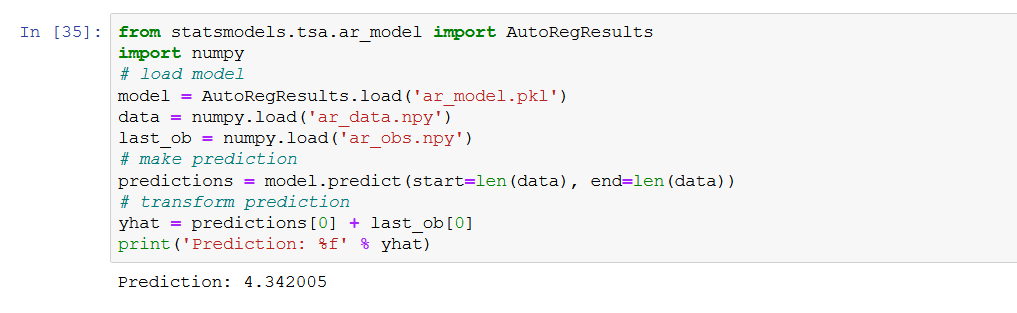 In [35]: from statsmodels.tsa.ar_model import AutoRegResults
import numpy
# load model
model = AutoRegResults.load('ar_model.pkl')
data = numpy.load('ar_data.npy')
last_ob = numpy.load('ar_obs.npy')
# make prediction
predictions = model.predict(start=len(data), end=len(data))
# transform prediction
yhat = predictions[0] + last_ob[0]
print('Prediction: %f' % yhat)
Prediction: 4.342005